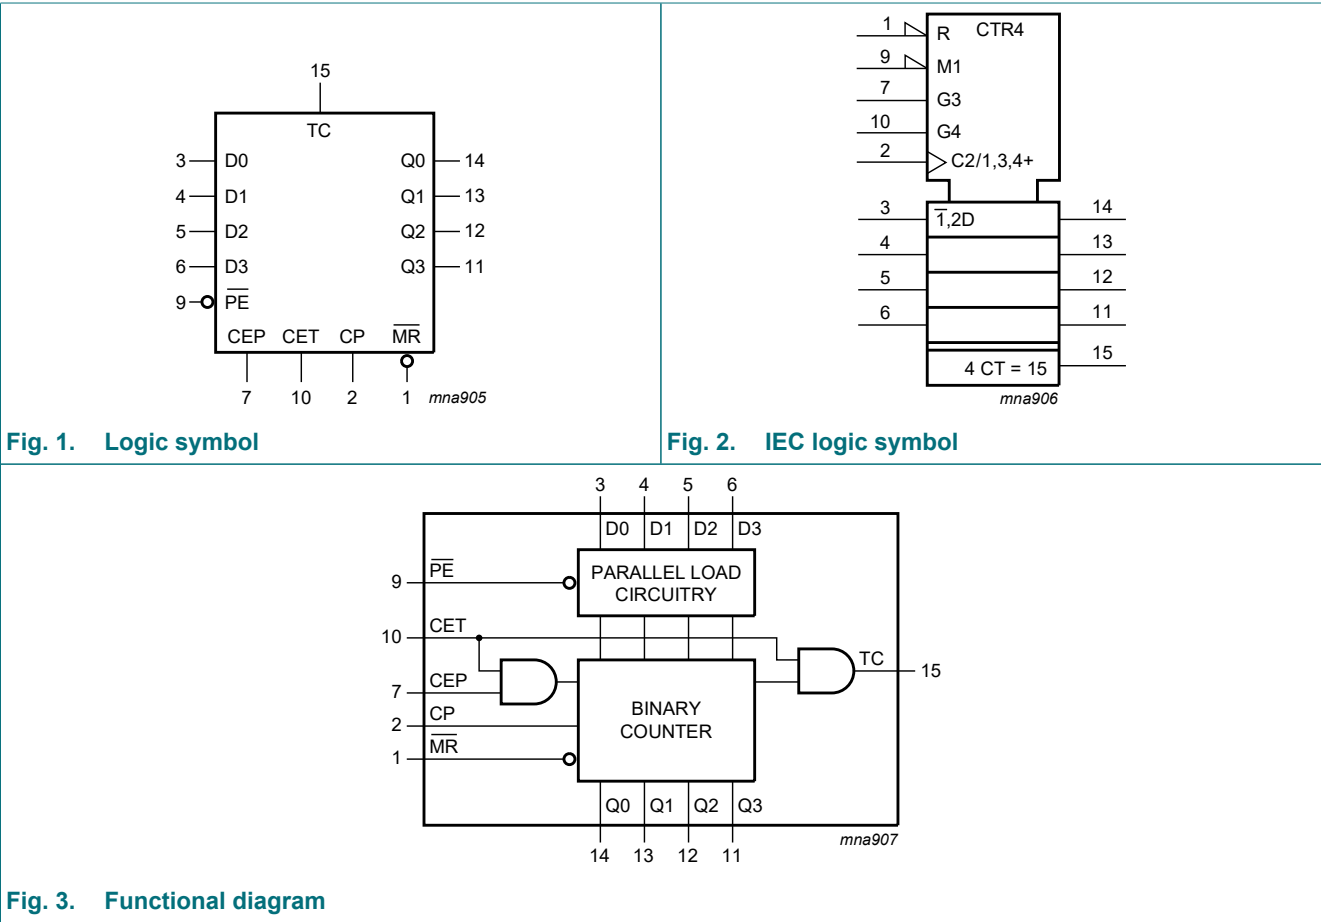 15
TC
3 D0 Q0 14
4 D1 Q1 13
5 D2 Q2 12
6 D3 Q3 11
9 P̅E̅
CEP CET CP M̅R̅
7 10 2 1 mna905
Fig. 1. Logic symbol
1 R CTR4
9 M1
7 G3
10 G4
2 C2/1,3,4+
3 1̅,2D 14
4 13
5 12
6 11
4 CT = 15 15
mna906
Fig. 2. IEC logic symbol
3 4 5 6
D0 D1 D2 D3
9 P̅E̅ PARALLEL LOAD
CIRCUITRY
10 CET
TC 15
7 CEP
BINARY
COUNTER
2 CP
1 M̅R̅
Q0 Q1 Q2 Q3
14 13 12 11
mna907
Fig. 3. Functional diagram